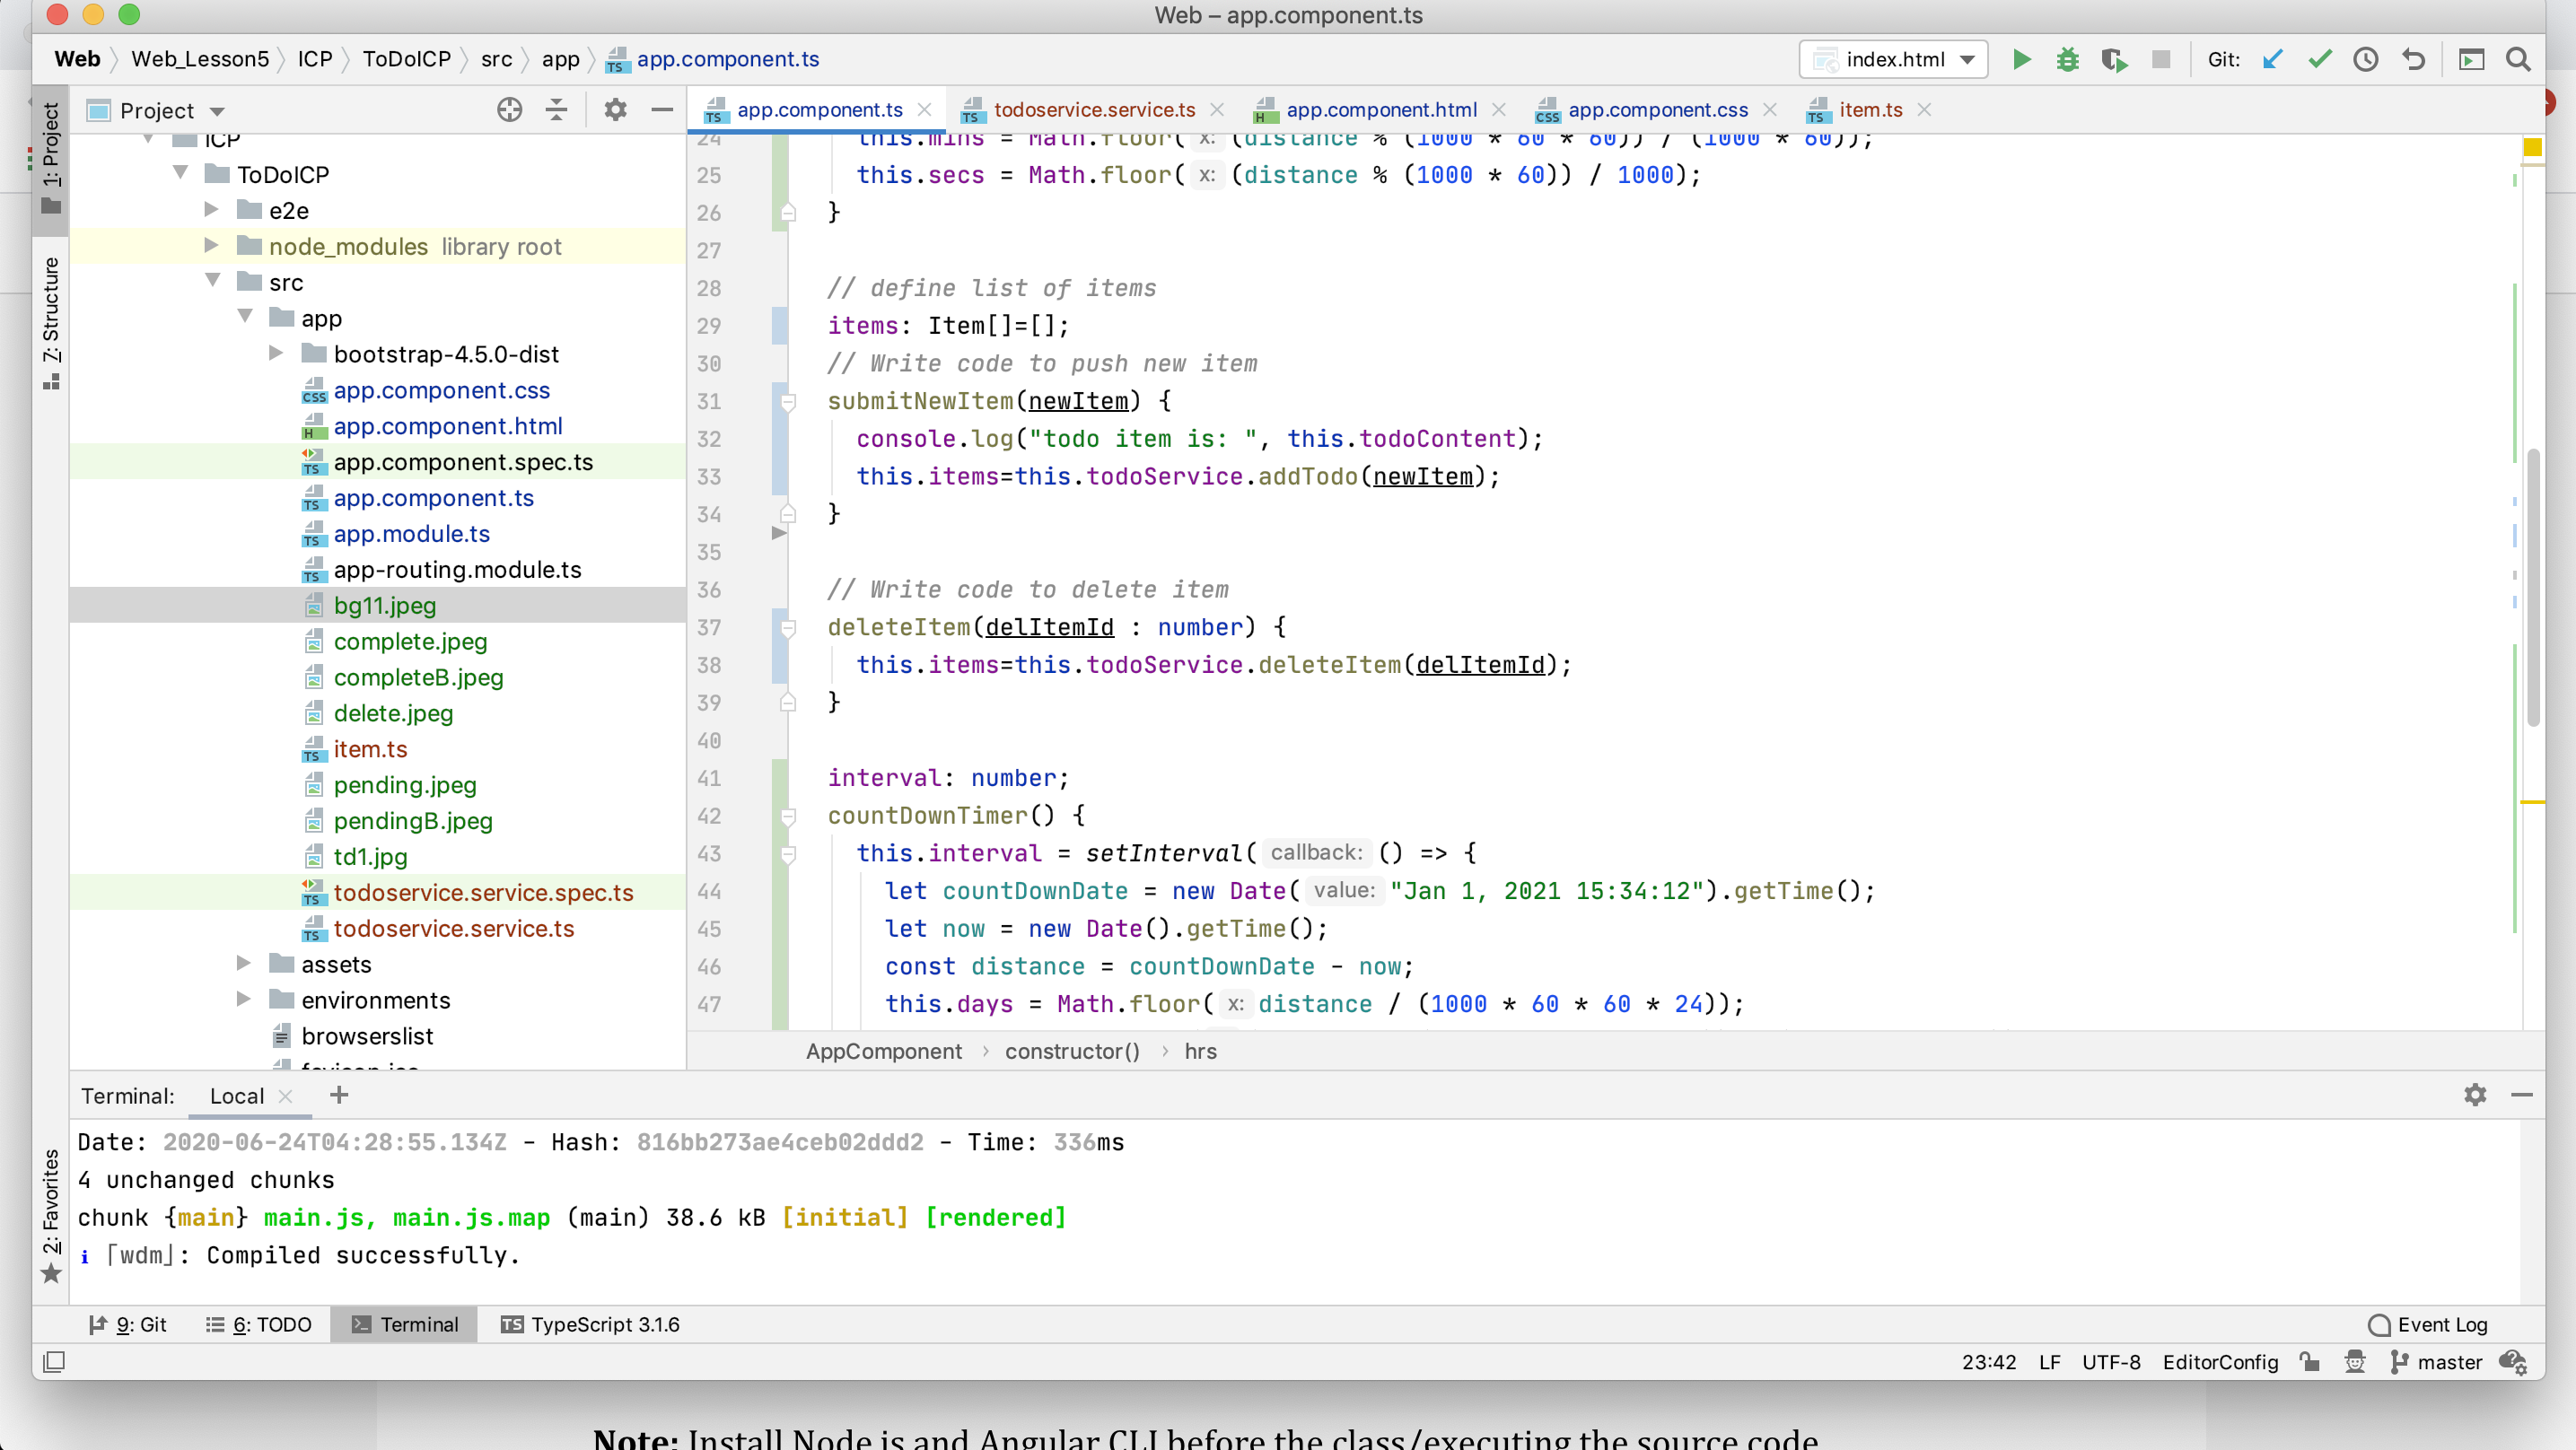 Web – app.component.ts
Web Web_Lesson5 ICP ToDoICP src app app.component.ts
index.html Git:
1: Project
7: Structure
2: Favorites
Project
app.component.ts todoservice.service.ts app.component.html app.component.css item.ts
ICP
ToDoICP
e2e
node_modules library root
src
app
bootstrap-4.5.0-dist
app.component.css
app.component.html
app.component.spec.ts
app.component.ts
app.module.ts
app-routing.module.ts
bg11.jpeg
complete.jpeg
completeB.jpeg
delete.jpeg
item.ts
pending.jpeg
pendingB.jpeg
td1.jpg
todoservice.service.spec.ts
todoservice.service.ts
assets
environments
browserslist
favicon.ico
24 this.mins = Math.floor( x: (distance % (1000 * 60 * 60)) / (1000 * 60));
25 this.secs = Math.floor( x: (distance % (1000 * 60)) / 1000);
26 }
27
28 // define list of items
29 items: Item[]=[];
30 // Write code to push new item
31 submitNewItem(newItem) {
32 console.log("todo item is: ", this.todoContent);
33 this.items=this.todoService.addTodo(newItem);
34 }
35
36 // Write code to delete item
37 deleteItem(delItemId : number) {
38 this.items=this.todoService.deleteItem(delItemId);
39 }
40
41 interval: number;
42 countDownTimer() {
43 this.interval = setInterval( callback: () => {
44 let countDownDate = new Date( value: "Jan 1, 2021 15:34:12").getTime();
45 let now = new Date().getTime();
46 const distance = countDownDate - now;
47 this.days = Math.floor( x: distance / (1000 * 60 * 60 * 24));
AppComponent › constructor() › hrs
Terminal: Local
Date: 2020-06-24T04:28:55.134Z - Hash: 816bb273ae4ceb02ddd2 - Time: 336ms
4 unchanged chunks
chunk {main} main.js, main.js.map (main) 38.6 kB [initial] [rendered]
i ｢wdm｣: Compiled successfully.
9: Git 6: TODO Terminal TypeScript 3.1.6 Event Log
23:42 LF UTF-8 EditorConfig master
Note: Install Node js and Angular CLI before the class/executing the source code